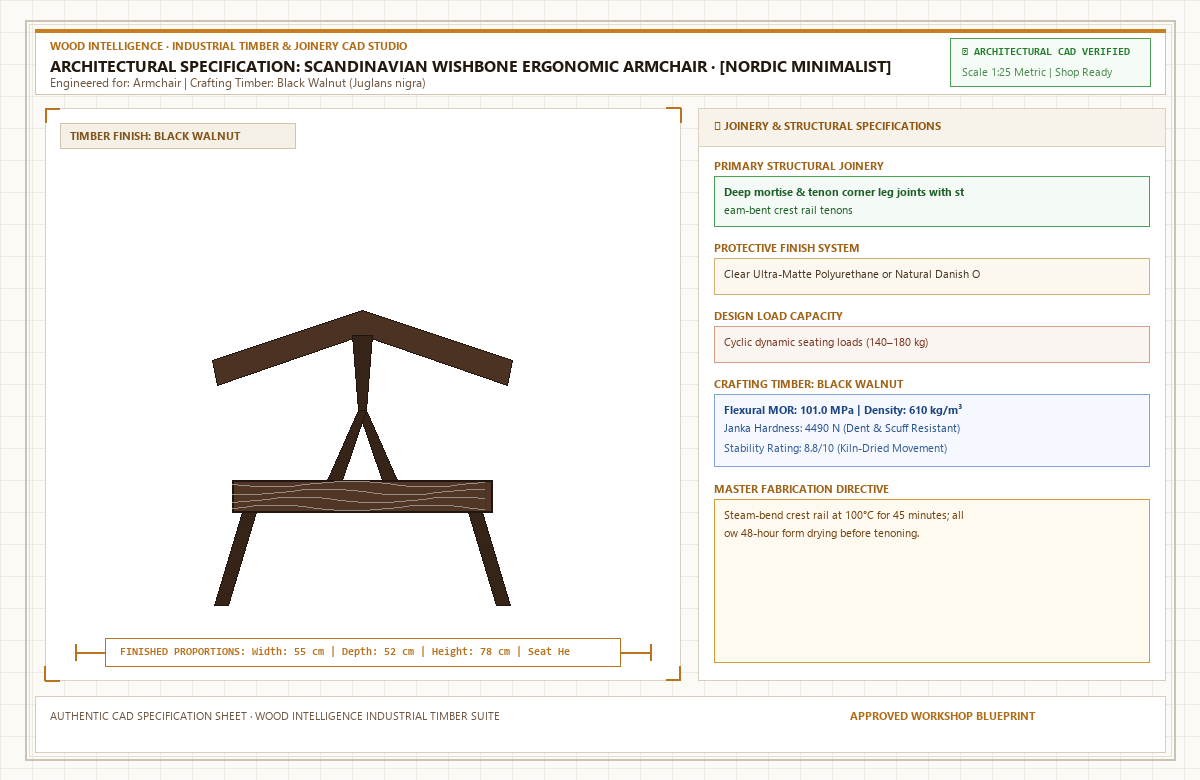 WOOD INTELLIGENCE · INDUSTRIAL TIMBER & JOINERY CAD STUDIO
ARCHITECTURAL SPECIFICATION: SCANDINAVIAN WISHBONE ERGONOMIC ARMCHAIR · [NORDIC MINIMALIST]
Engineered for: Armchair | Crafting Timber: Black Walnut (Juglans nigra)
ARCHITECTURAL CAD VERIFIED
Scale 1:25 Metric | Shop Ready
TIMBER FINISH: BLACK WALNUT
FINISHED PROPORTIONS: Width: 55 cm | Depth: 52 cm | Height: 78 cm | Seat He
JOINERY & STRUCTURAL SPECIFICATIONS
PRIMARY STRUCTURAL JOINERY
Deep mortise & tenon corner leg joints with st
eam-bent crest rail tenons
PROTECTIVE FINISH SYSTEM
Clear Ultra-Matte Polyurethane or Natural Danish O
DESIGN LOAD CAPACITY
Cyclic dynamic seating loads (140–180 kg)
CRAFTING TIMBER: BLACK WALNUT
Flexural MOR: 101.0 MPa | Density: 610 kg/m³
Janka Hardness: 4490 N (Dent & Scuff Resistant)
Stability Rating: 8.8/10 (Kiln-Dried Movement)
MASTER FABRICATION DIRECTIVE
Steam-bend crest rail at 100°C for 45 minutes; all
ow 48-hour form drying before tenoning.
AUTHENTIC CAD SPECIFICATION SHEET · WOOD INTELLIGENCE INDUSTRIAL TIMBER SUITE
APPROVED WORKSHOP BLUEPRINT